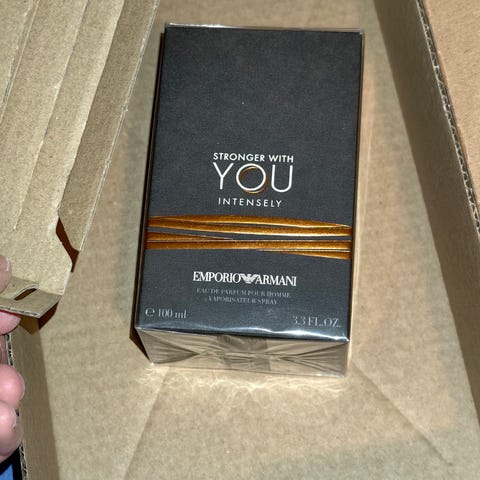 STRONGER WITH
YOU
INTENSELY
EMPORIO ARMANI
EAU DE PARFUM POUR HOMME
VAPORISATEUR SPRAY
℮ 100 ml 3.3 FL.OZ.